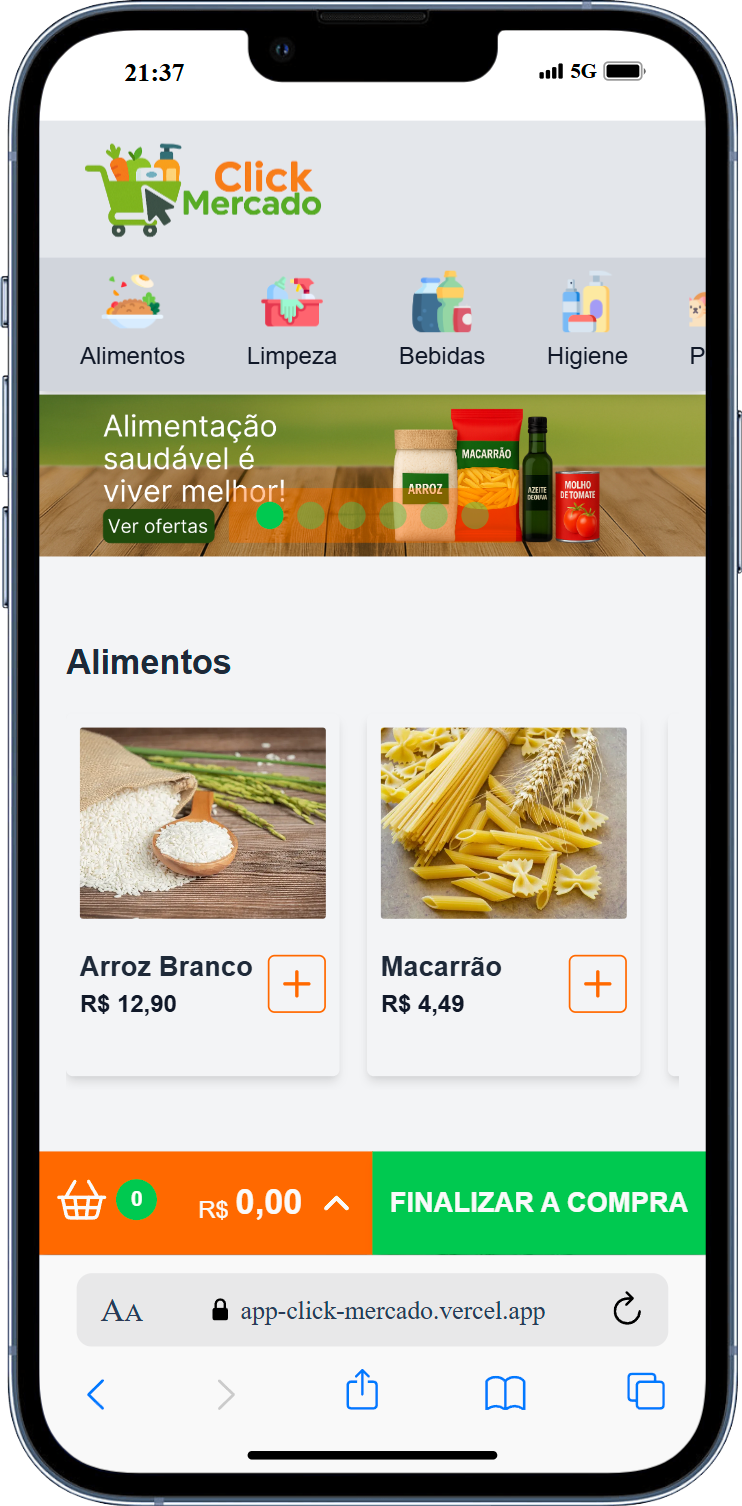 21:37
5G
Click
Mercado
Alimentos
Limpeza
Bebidas
Higiene
P
Alimentação
saudável é
viver melhor!
Ver ofertas
ARROZ
MACARRÃO
AZEITE
DE OLIVA
MOLHO
DE TOMATE
Alimentos
Arroz Branco
R$ 12,90
Macarrão
R$ 4,49
0
R$ 0,00
FINALIZAR A COMPRA
AA
app-click-mercado.vercel.app